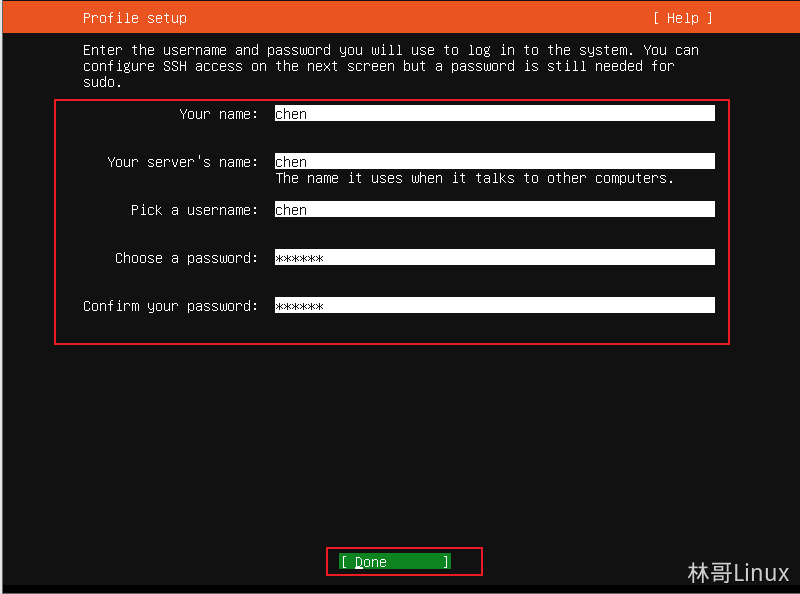 Profile setup [ Help ]
Enter the username and password you will use to log in to the system. You can
configure SSH access on the next screen but a password is still needed for
sudo.
Your name: chen
Your server's name: chen
The name it uses when it talks to other computers.
Pick a username: chen
Choose a password: ******
Confirm your password: ******
[ Done ]
林哥Linux